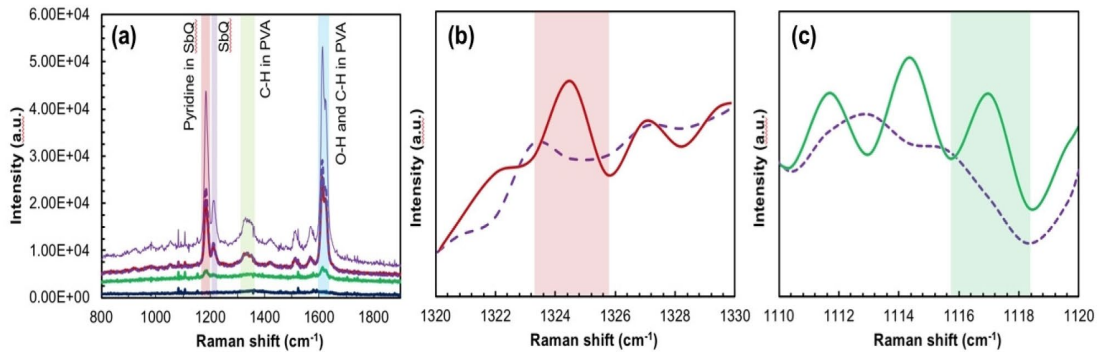 (a)
(b)
(c)
Pyridine in SbQ
SbQ
C-H in PVA
O-H and C-H in PVA
6.00E+04
5.00E+04
4.00E+04
3.00E+04
2.00E+04
1.00E+04
0.00E+00
Intensity (a.u.)
800 1000 1200 1400 1600 1800
Raman shift (cm⁻¹)
Intensity (a.u.)
1320 1322 1324 1326 1328 1330
Raman shift (cm⁻¹)
Intensity (a.u.)
1110 1112 1114 1116 1118 1120
Raman shift (cm⁻¹)